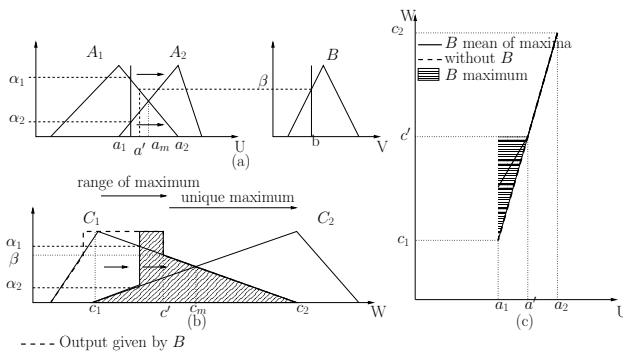 A1
A2
α1
α2
a1
a'
am
a2
U
(a)
B
β
b
V
range of maximum
unique maximum
C1
C2
α1
β
α2
c1
c'
cm
c2
W
(b)
Output given by B
W
c2
B mean of maxima
without B
B maximum
c'
c1
a1
a'
a2
U
(c)